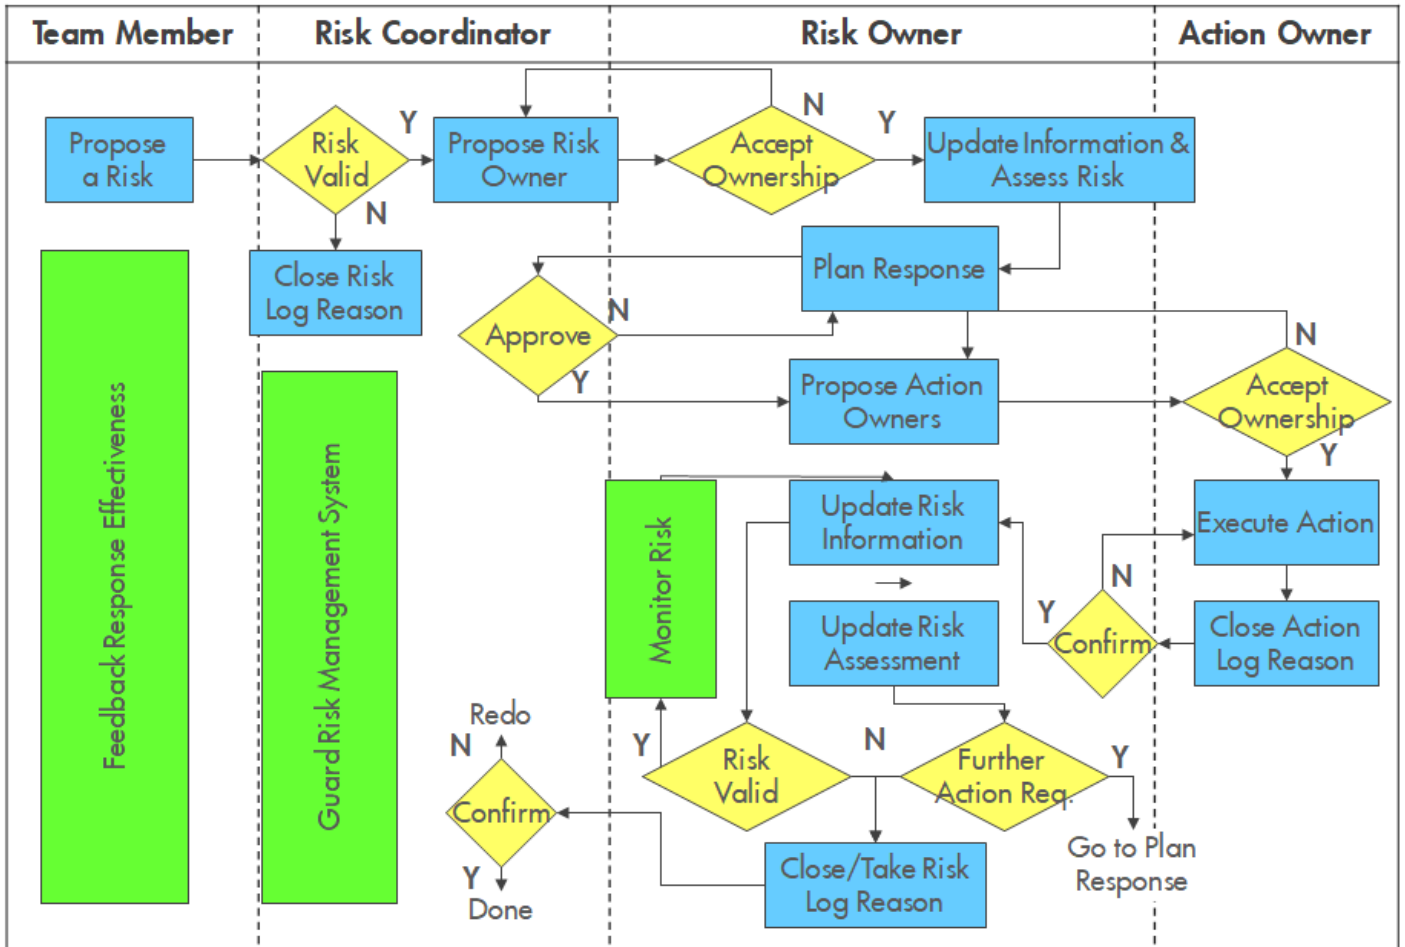 Team Member
Risk Coordinator
Risk Owner
Action Owner
Propose
a Risk
Risk
Valid
Y
N
Propose Risk
Owner
Accept
Ownership
N
Y
Update Information &
Assess Risk
Close Risk
Log Reason
Plan Response
Approve
N
Y
Propose Action
Owners
Accept
Ownership
N
Y
Feedback Response Effectiveness
Guard Risk Management System
Monitor Risk
Update Risk
Information
Execute Action
N
Y
Confirm
Update Risk
Assessment
Close Action
Log Reason
Redo
N
Confirm
Y
Done
Y
Risk
Valid
N
Further
Action Req.
Y
Go to Plan
Response
Close/Take Risk
Log Reason